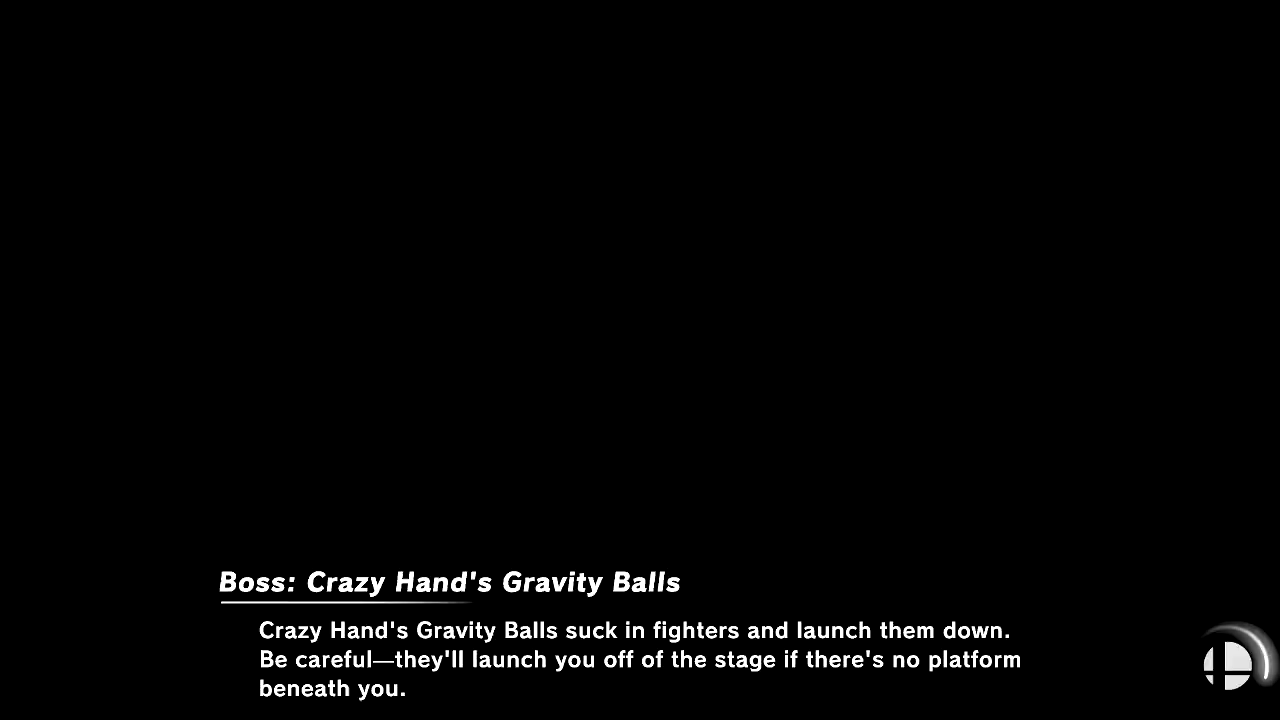 Boss: Crazy Hand's Gravity Balls
Crazy Hand's Gravity Balls suck in fighters and launch them down.
Be careful—they'll launch you off of the stage if there's no platform
beneath you.